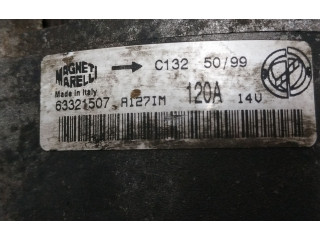 MAGNETI
MARELLI
Made in Italy
C132 50/99
63321507 A127IM 120A 14V